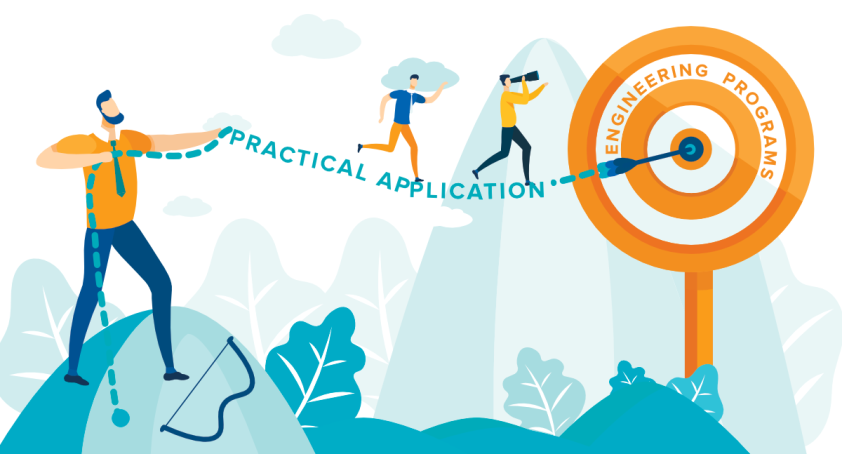 PRACTICAL APPLICATION
ENGINEERING PROGRAMS